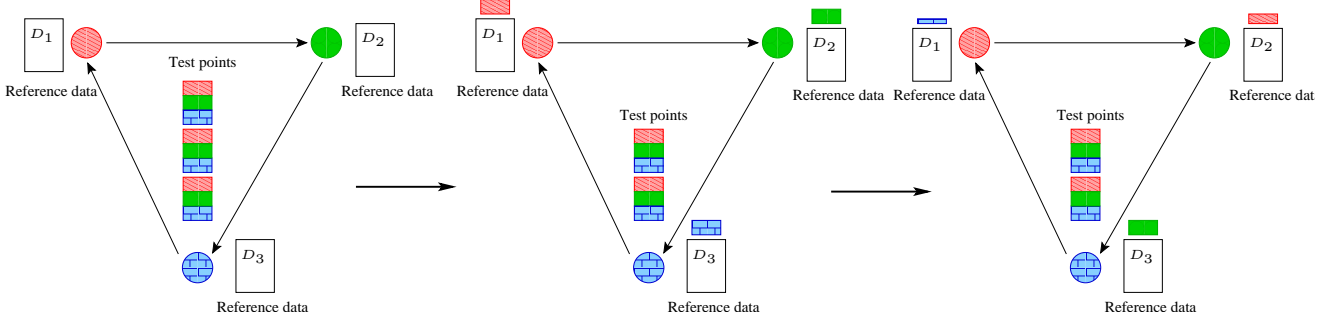 D1
D2
Test points
Reference data
Reference data
D3
Reference data
D1
D2
Reference data
Reference data
Test points
D3
Reference data
D1
D2
Reference data
Reference dat
Test points
D3
Reference data